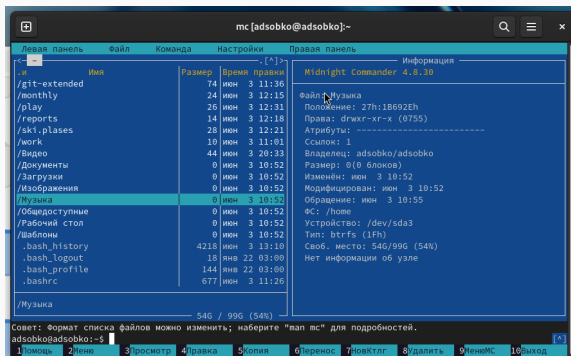 mc [adsobko@adsobko]:~
Левая панель Файл Команда Настройки Правая панель
<- ~ .[^]>
.и Имя Размер Время правки
/git-extended 74 июн 3 11:36
/monthly 24 июн 3 12:15
/play 26 июн 3 11:31
/reports 14 июн 3 12:18
/ski.plases 28 июн 3 12:21
/work 10 июн 3 11:01
/Видео 44 июн 3 20:33
/Документы 0 июн 3 10:52
/Загрузки 0 июн 3 10:52
/Изображения 0 июн 3 10:52
/Музыка 0 июн 3 10:52
/Общедоступные 0 июн 3 10:52
/Рабочий стол 0 июн 3 10:52
/Шаблоны 0 июн 3 10:52
.bash_history 4218 июн 3 13:10
.bash_logout 18 янв 22 03:00
.bash_profile 144 янв 22 03:00
.bashrc 677 июн 3 11:26
/Музыка
54G / 99G (54%)
Информация
Midnight Commander 4.8.30
Файл: Музыка
Положение: 27h:1B692Eh
Права: drwxr-xr-x (0755)
Атрибуты: -------------------------
Ссылок: 1
Владелец: adsobko/adsobko
Размер: 0(0 блоков)
Изменён: июн 3 10:52
Модифицирован: июн 3 10:52
Обращение: июн 3 10:55
ФС: /home
Устройство: /dev/sda3
Тип: btrfs (1Fh)
Своб. место: 54G/99G (54%)
Нет информации об узле
Совет: Формат списка файлов можно изменить; наберите "man mc" для подробностей.
adsobko@adsobko:~$ [^]
1Помощь 2Меню 3Просмотр 4Правка 5Копия 6Перенос 7НовКтлг 8Удалить 9МенюMC 10Выход